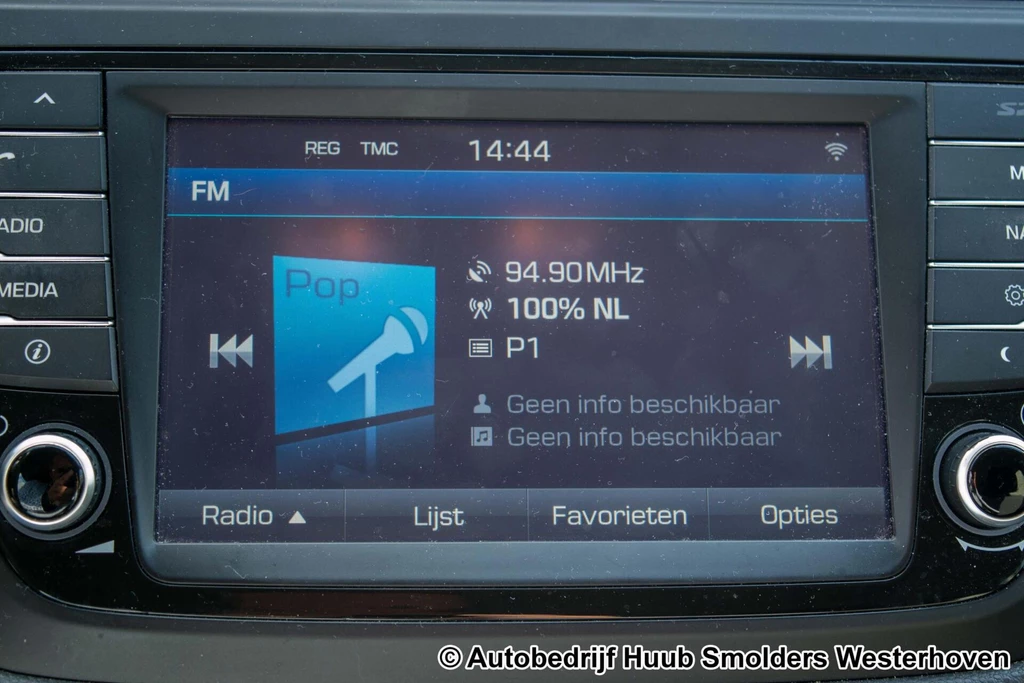 REG TMC 14:44
FM
Pop
94.90MHz
100% NL
P1
Geen info beschikbaar
Geen info beschikbaar
Radio ▲ Lijst Favorieten Opties
ADIO
MEDIA
© Autobedrijf Huub Smolders Westerhoven